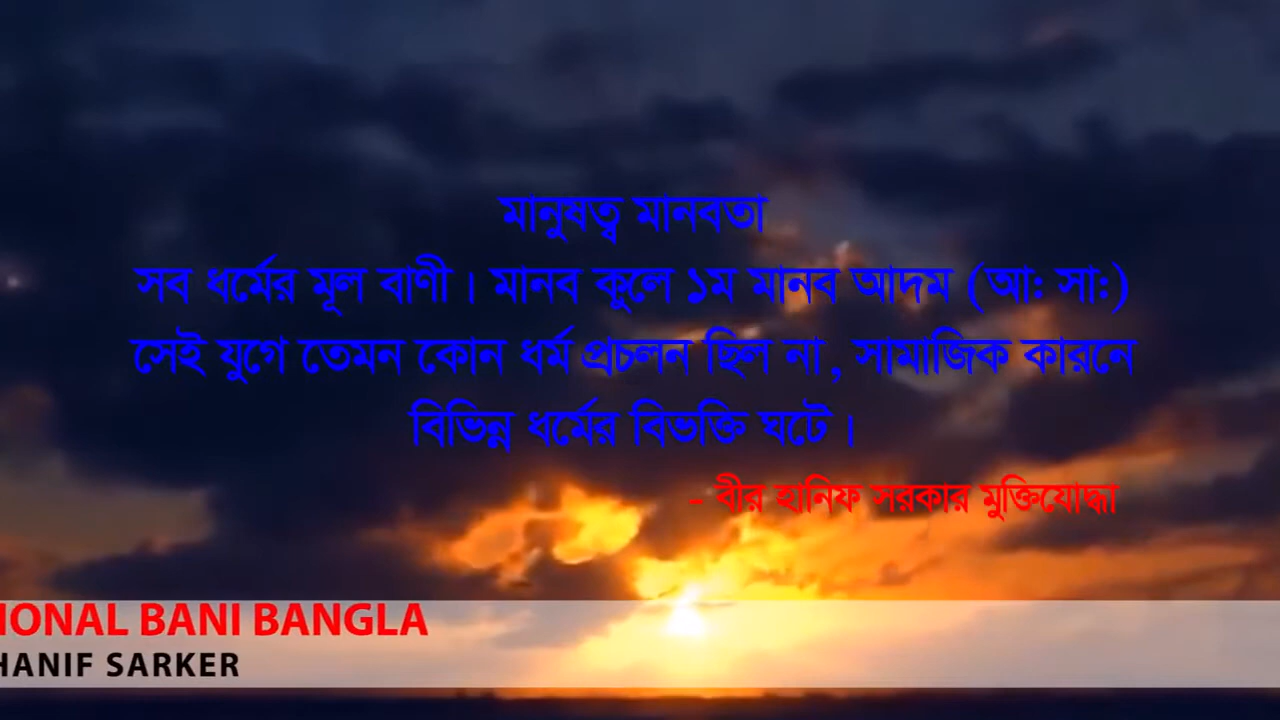 মানুষত্ব মানবতা
সব ধর্মের মূল বাণী। মানব কূলে ১ম মানব আদম (আঃ সাঃ)
সেই যুগে তেমন কোন ধর্ম প্রচলন ছিল না, সামাজিক কারনে
বিভিন্ন ধর্মের বিভক্তি ঘটে।
- বীর হানিফ সরকার মুক্তিযোদ্ধা
IONAL BANI BANGLA
HANIF SARKER